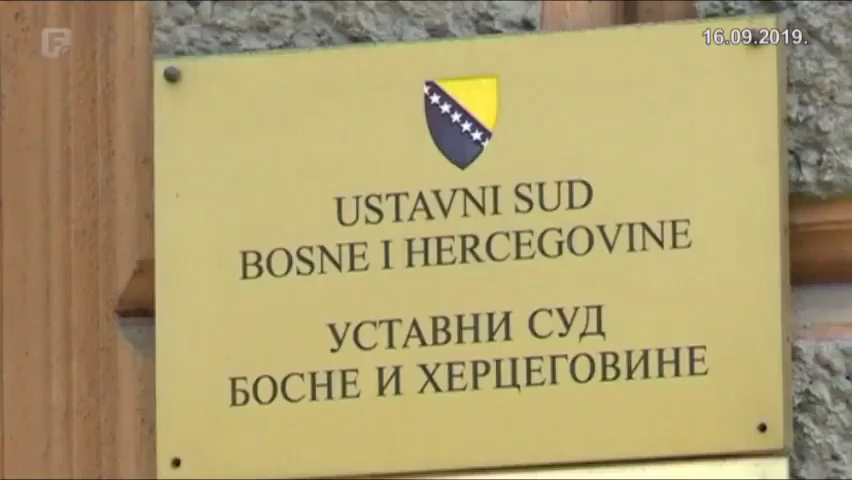 16.09.2019.
USTAVNI SUD
BOSNE I HERCEGOVINE
УСТАВНИ СУД
БОСНЕ И ХЕРЦЕГОВИНЕ